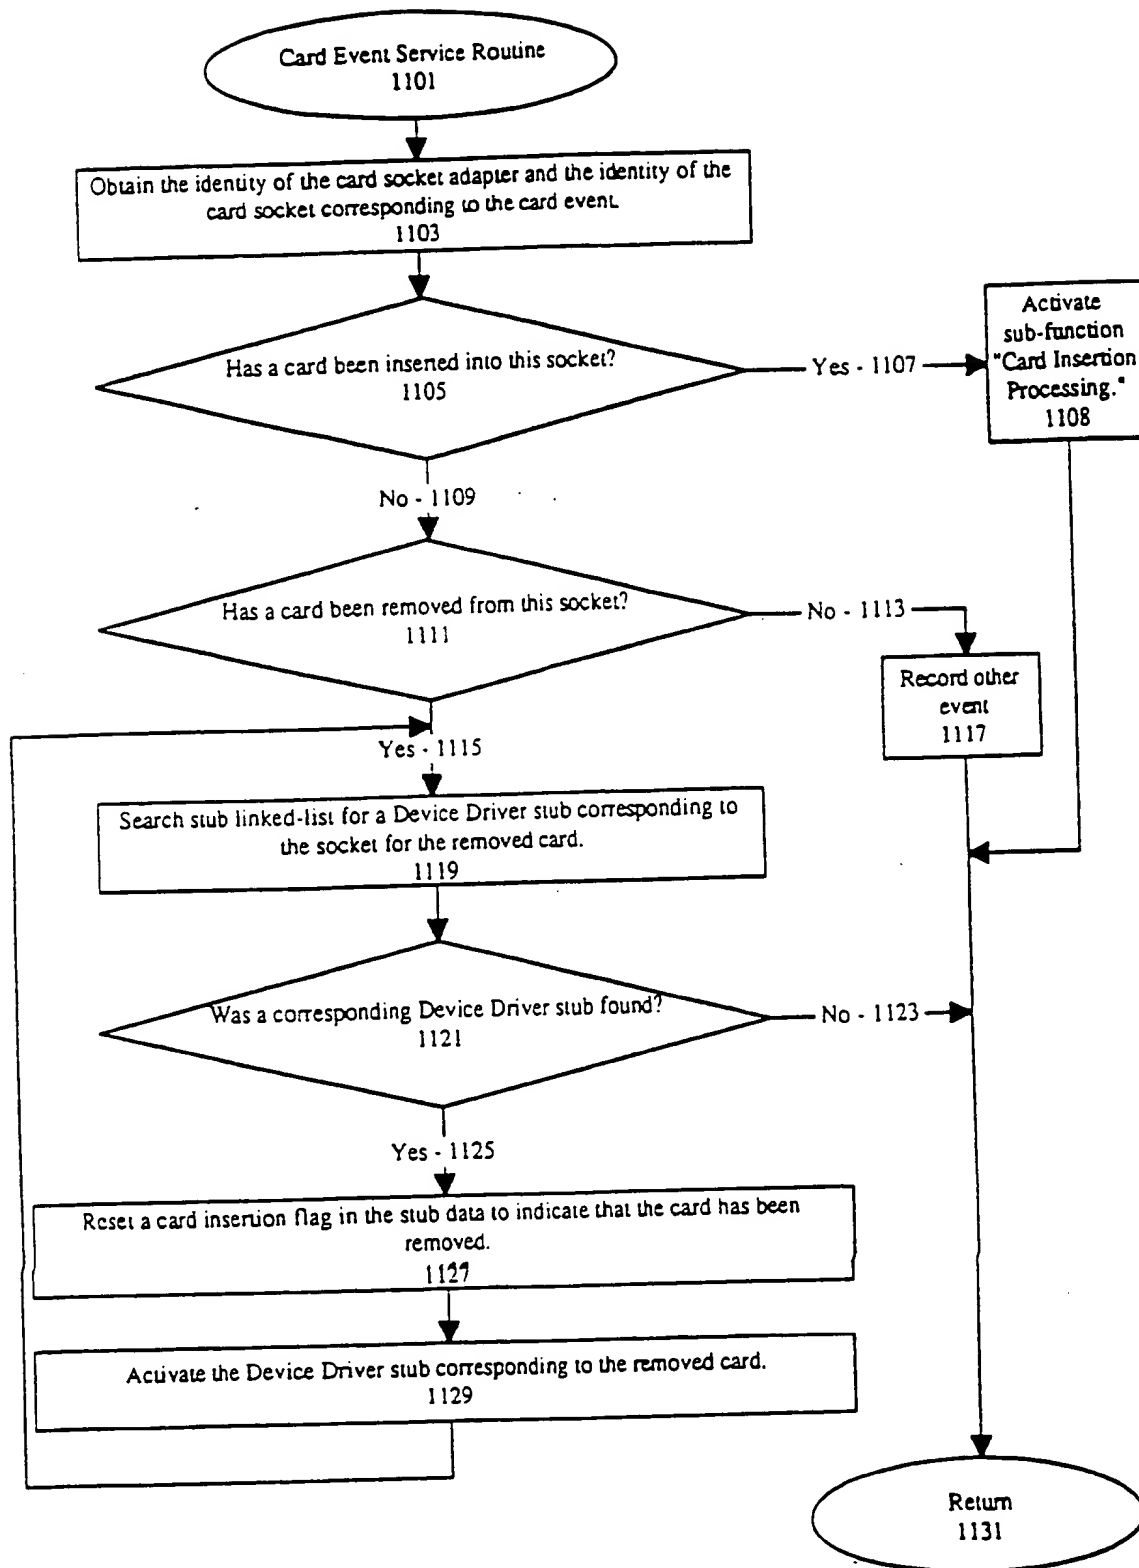 Card Event Service Routine
1101
Obtain the identity of the card socket adapter and the identity of the
card socket corresponding to the card event.
1103
Has a card been inserted into this socket?
1105
Yes - 1107
Activate
sub-function
"Card Insertion
Processing."
1108
No - 1109
Has a card been removed from this socket?
1111
No - 1113
Record other
event
1117
Yes - 1115
Search stub linked-list for a Device Driver stub corresponding to
the socket for the removed card.
1119
Was a corresponding Device Driver stub found?
1121
No - 1123
Yes - 1125
Reset a card insertion flag in the stub data to indicate that the card has been
removed.
1127
Activate the Device Driver stub corresponding to the removed card.
1129
Return
1131